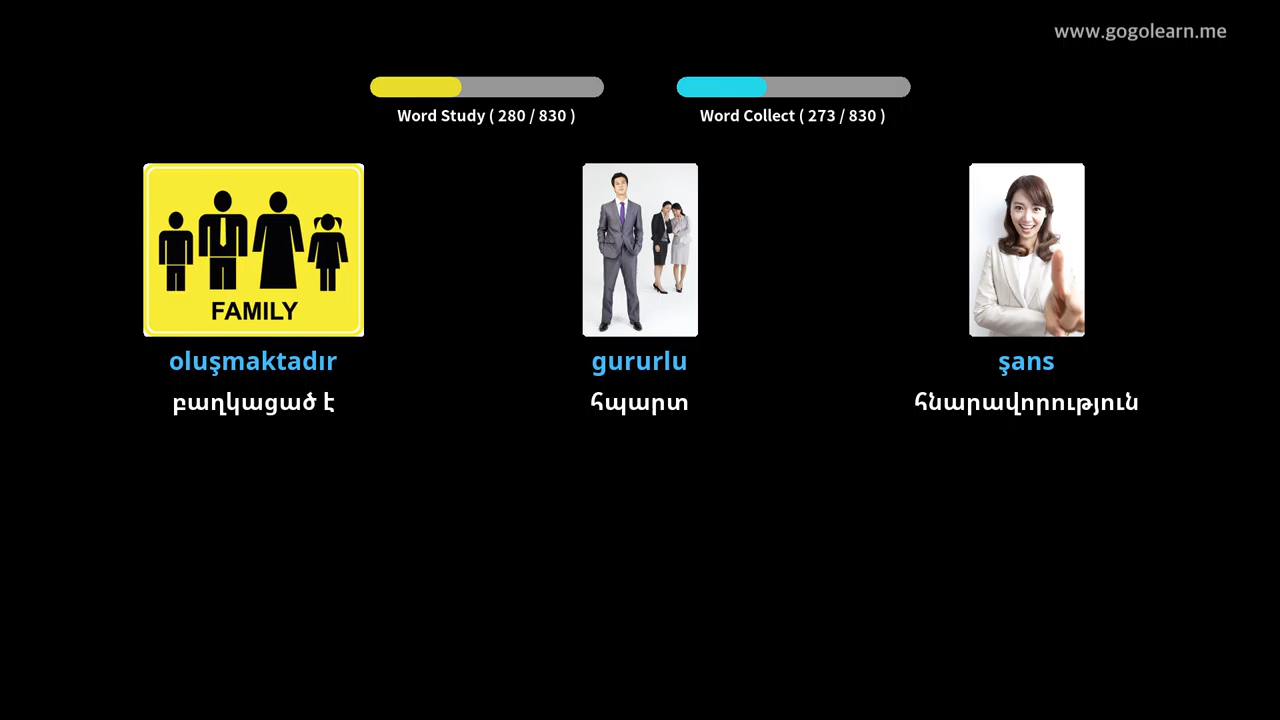 www.gogolearn.me
Word Study ( 280 / 830 )
Word Collect ( 273 / 830 )
FAMILY
oluşmaktadır
gururlu
şans
բաղկացած է
հպարտ
հնարավորություն